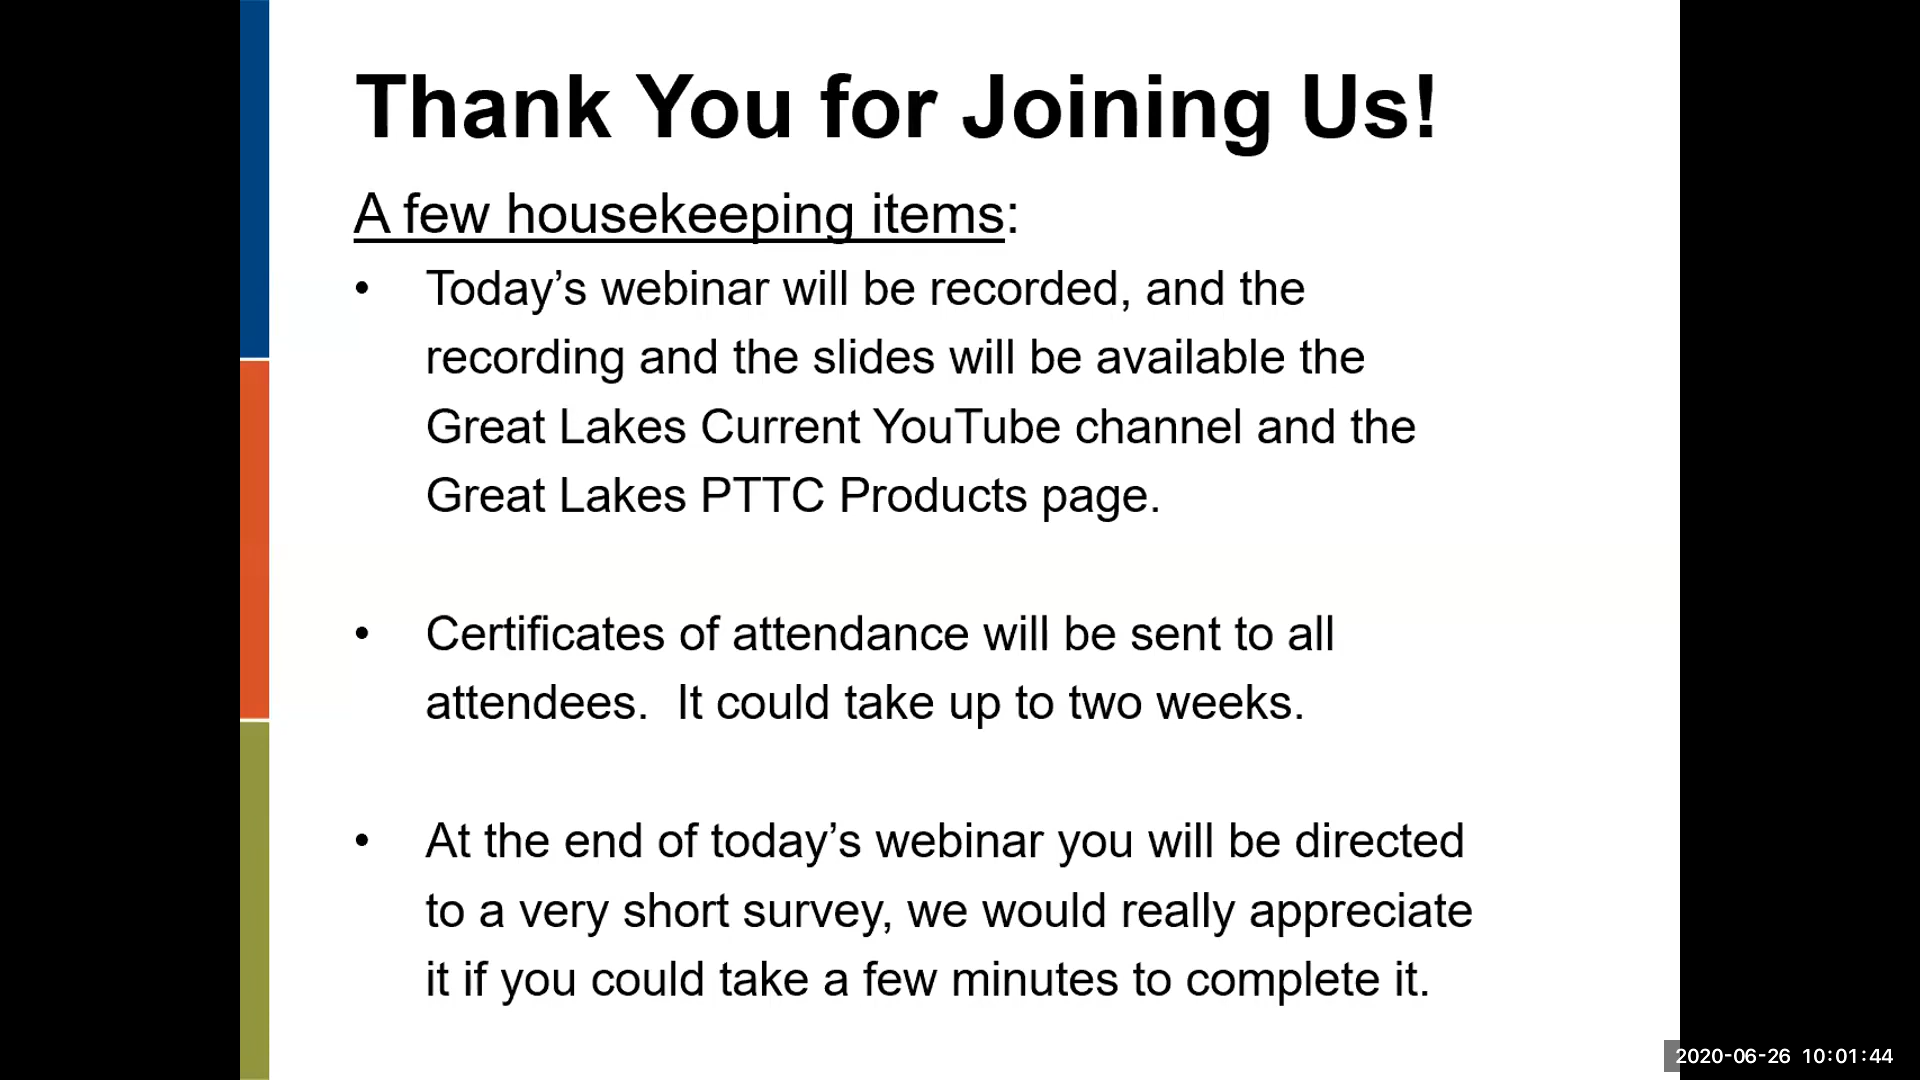 Thank You for Joining Us!
A few housekeeping items:
• Today’s webinar will be recorded, and the
recording and the slides will be available the
Great Lakes Current YouTube channel and the
Great Lakes PTTC Products page.
• Certificates of attendance will be sent to all
attendees.  It could take up to two weeks.
• At the end of today’s webinar you will be directed
to a very short survey, we would really appreciate
it if you could take a few minutes to complete it.
2020-06-26 10:01:44